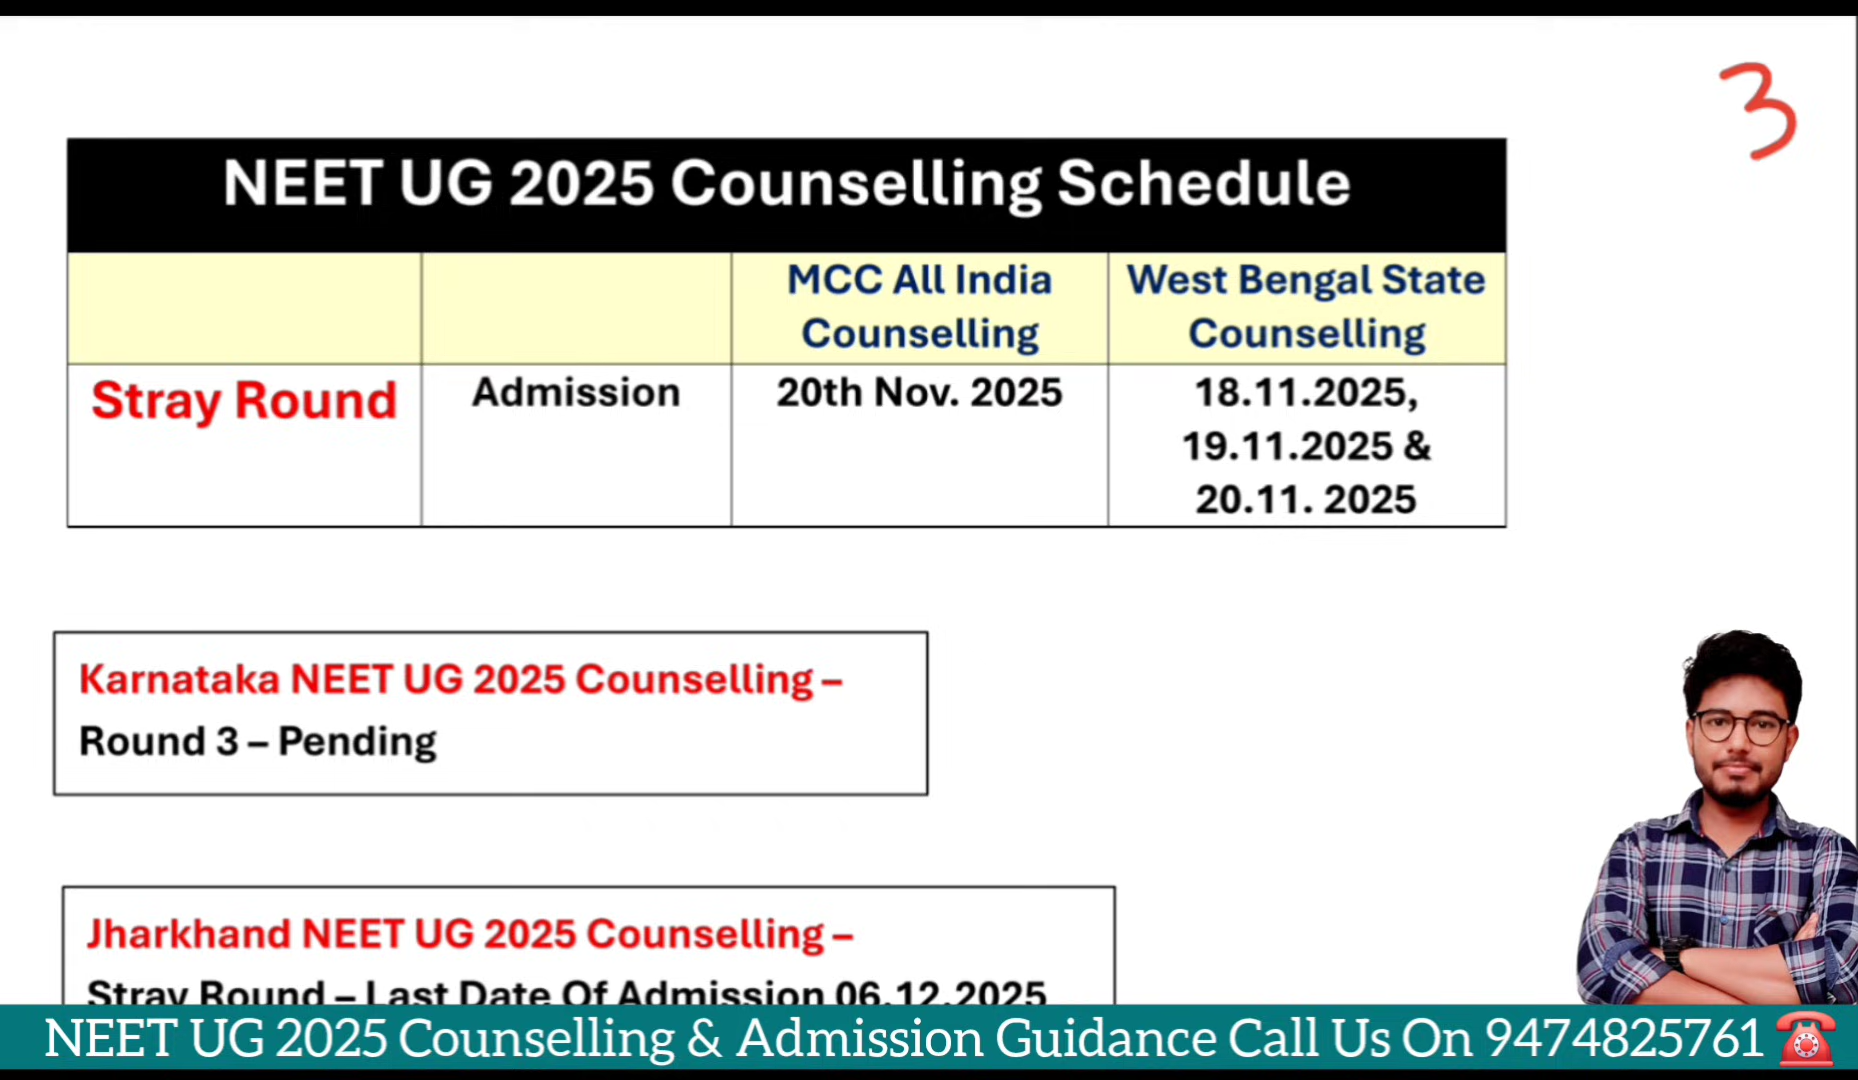 3
NEET UG 2025 Counselling Schedule
MCC All India
Counselling
West Bengal State
Counselling
Stray Round
Admission
20th Nov. 2025
18.11.2025,
19.11.2025 &
20.11. 2025
Karnataka NEET UG 2025 Counselling –
Round 3 – Pending
Jharkhand NEET UG 2025 Counselling –
Stray Round – Last Date Of Admission 06.12.2025
NEET UG 2025 Counselling & Admission Guidance Call Us On 9474825761 ☎️